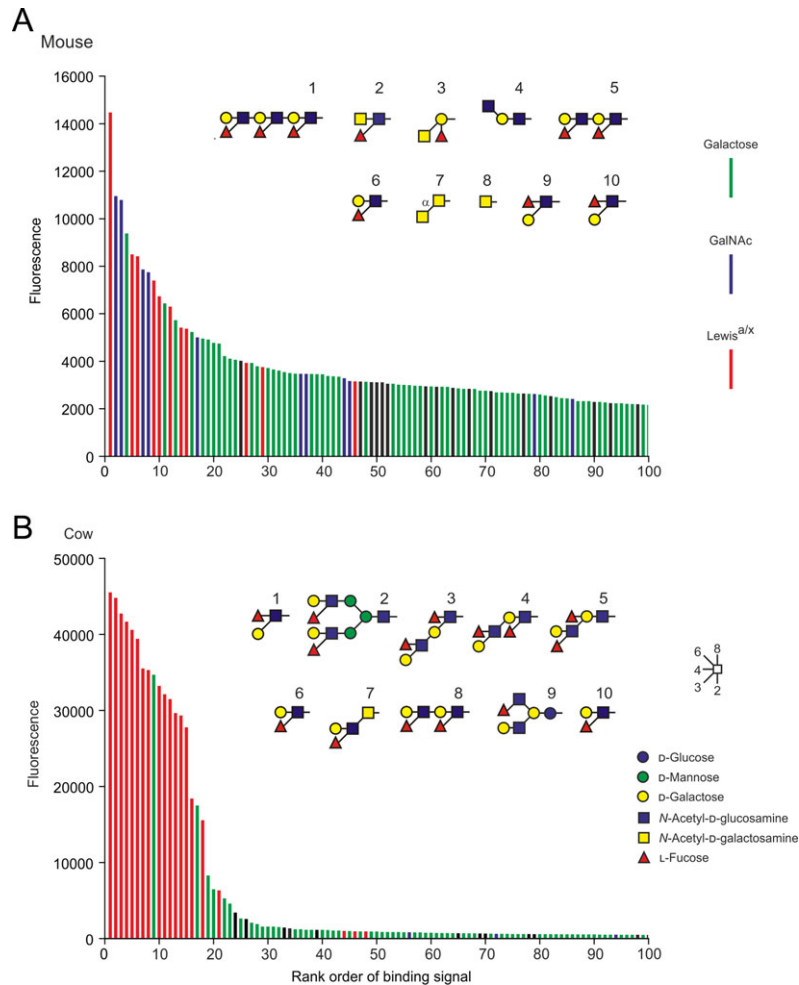 A
Mouse
16000
14000
12000
10000
8000
6000
4000
2000
0
Fluorescence
1 2 3 4 5
6 7 8 9 10
α
0 10 20 30 40 50 60 70 80 90 100
Galactose
GalNAc
Lewis a/x
B
Cow
50000
40000
30000
20000
10000
0
Fluorescence
1 2 3 4 5
6 7 8 9 10
0 10 20 30 40 50 60 70 80 90 100
Rank order of binding signal
6 8
4
3 2
D-Glucose
D-Mannose
D-Galactose
N-Acetyl-D-glucosamine
N-Acetyl-D-galactosamine
L-Fucose